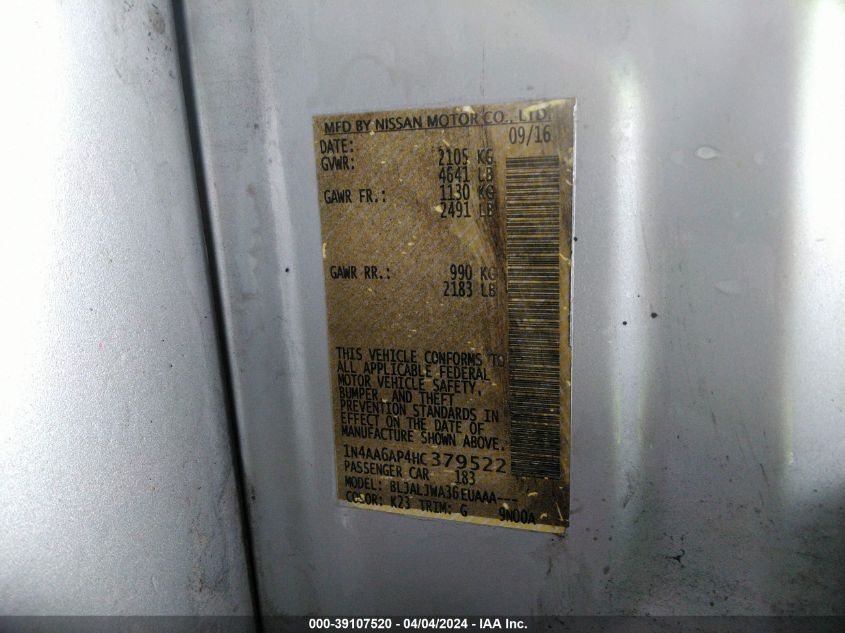 MFD BY NISSAN MOTOR CO., LTD.
DATE: 09/16
GVWR: 2105 KG
4641 LB
GAWR FR.: 1130 KG
2491 LB
GAWR RR.: 990 KG
2183 LB
THIS VEHICLE CONFORMS TO
ALL APPLICABLE FEDERAL
MOTOR VEHICLE SAFETY,
BUMPER, AND THEFT
PREVENTION STANDARDS IN
EFFECT ON THE DATE OF
MANUFACTURE SHOWN ABOVE.
1N4AA6AP4HC379522
PASSENGER CAR 183
MODEL: BLJALJWA36EUAAA---
COLOR: K23 TRIM: G 9N00A
000-39107520 - 04/04/2024 - IAA Inc.